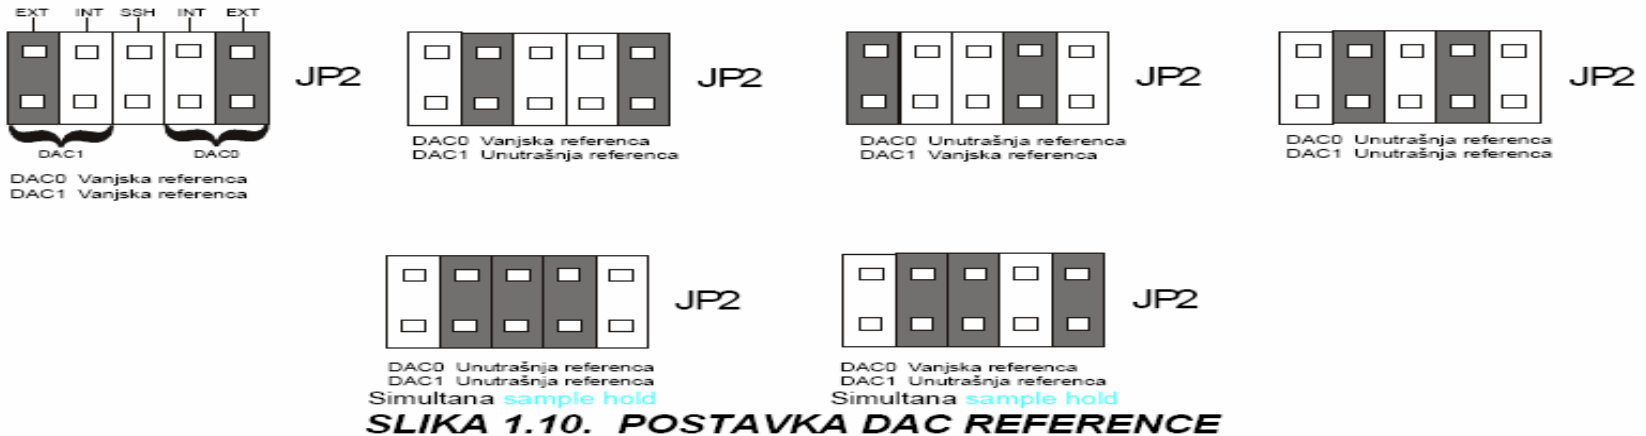 EXT INT SSH INT EXT
JP2
DAC1 DAC0
DAC0 Vanjska referenca
DAC1 Vanjska referenca
JP2
DAC0 Vanjska referenca
DAC1 Unutrašnja referenca
JP2
DAC0 Unutrašnja referenca
DAC1 Vanjska referenca
JP2
DAC0 Unutrašnja referenca
DAC1 Unutrašnja referenca
JP2
DAC0 Unutrašnja referenca
DAC1 Unutrašnja referenca
Simultana sample hold
JP2
DAC0 Vanjska referenca
DAC1 Unutrašnja referenca
Simultana sample hold
SLIKA 1.10. POSTAVKA DAC REFERENCE